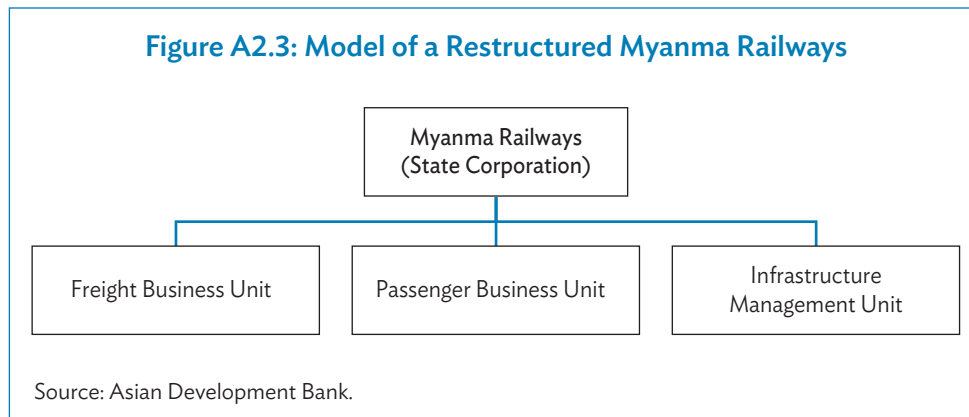 Figure A2.3: Model of a Restructured Myanma Railways
Myanma Railways
(State Corporation)
Freight Business Unit
Passenger Business Unit
Infrastructure
Management Unit
Source: Asian Development Bank.